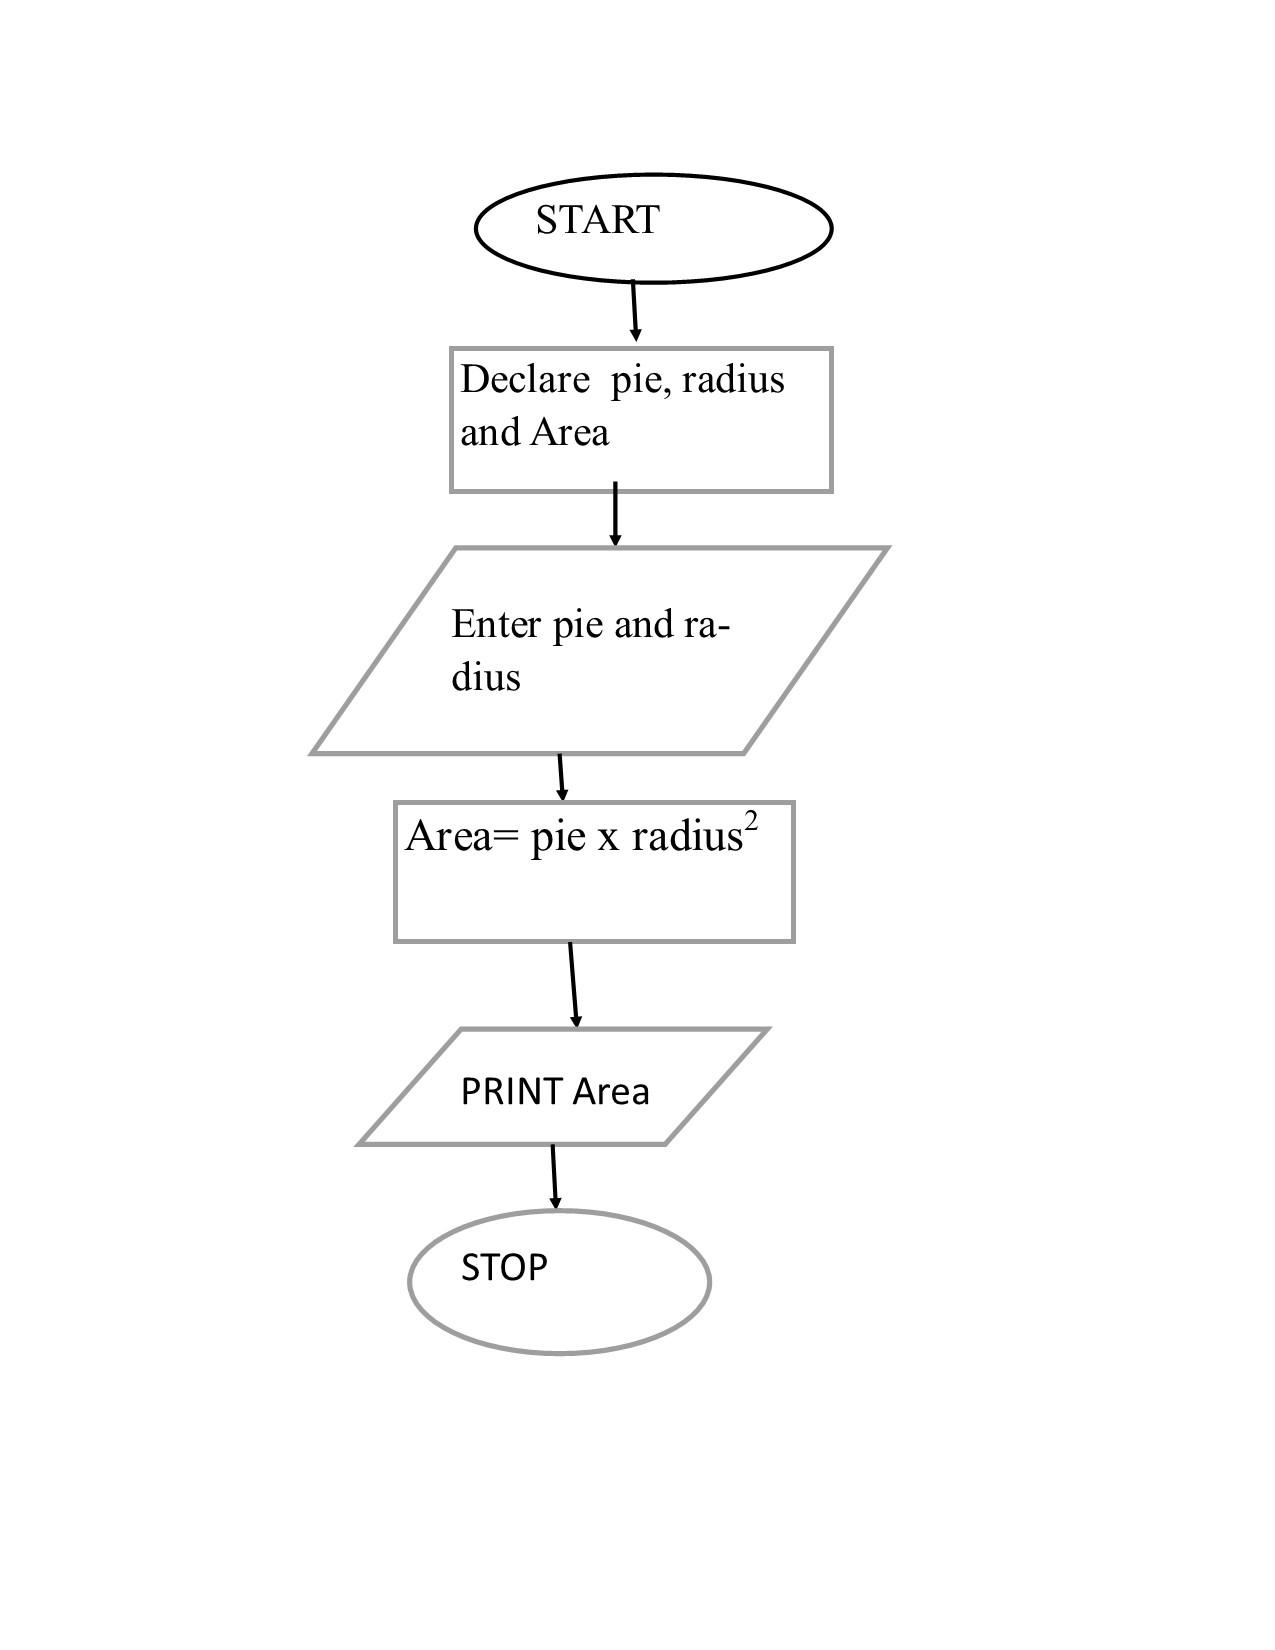 START
Declare  pie, radius
and Area
Enter pie and ra-
dius
Area= pie x radius²
PRINT Area
STOP